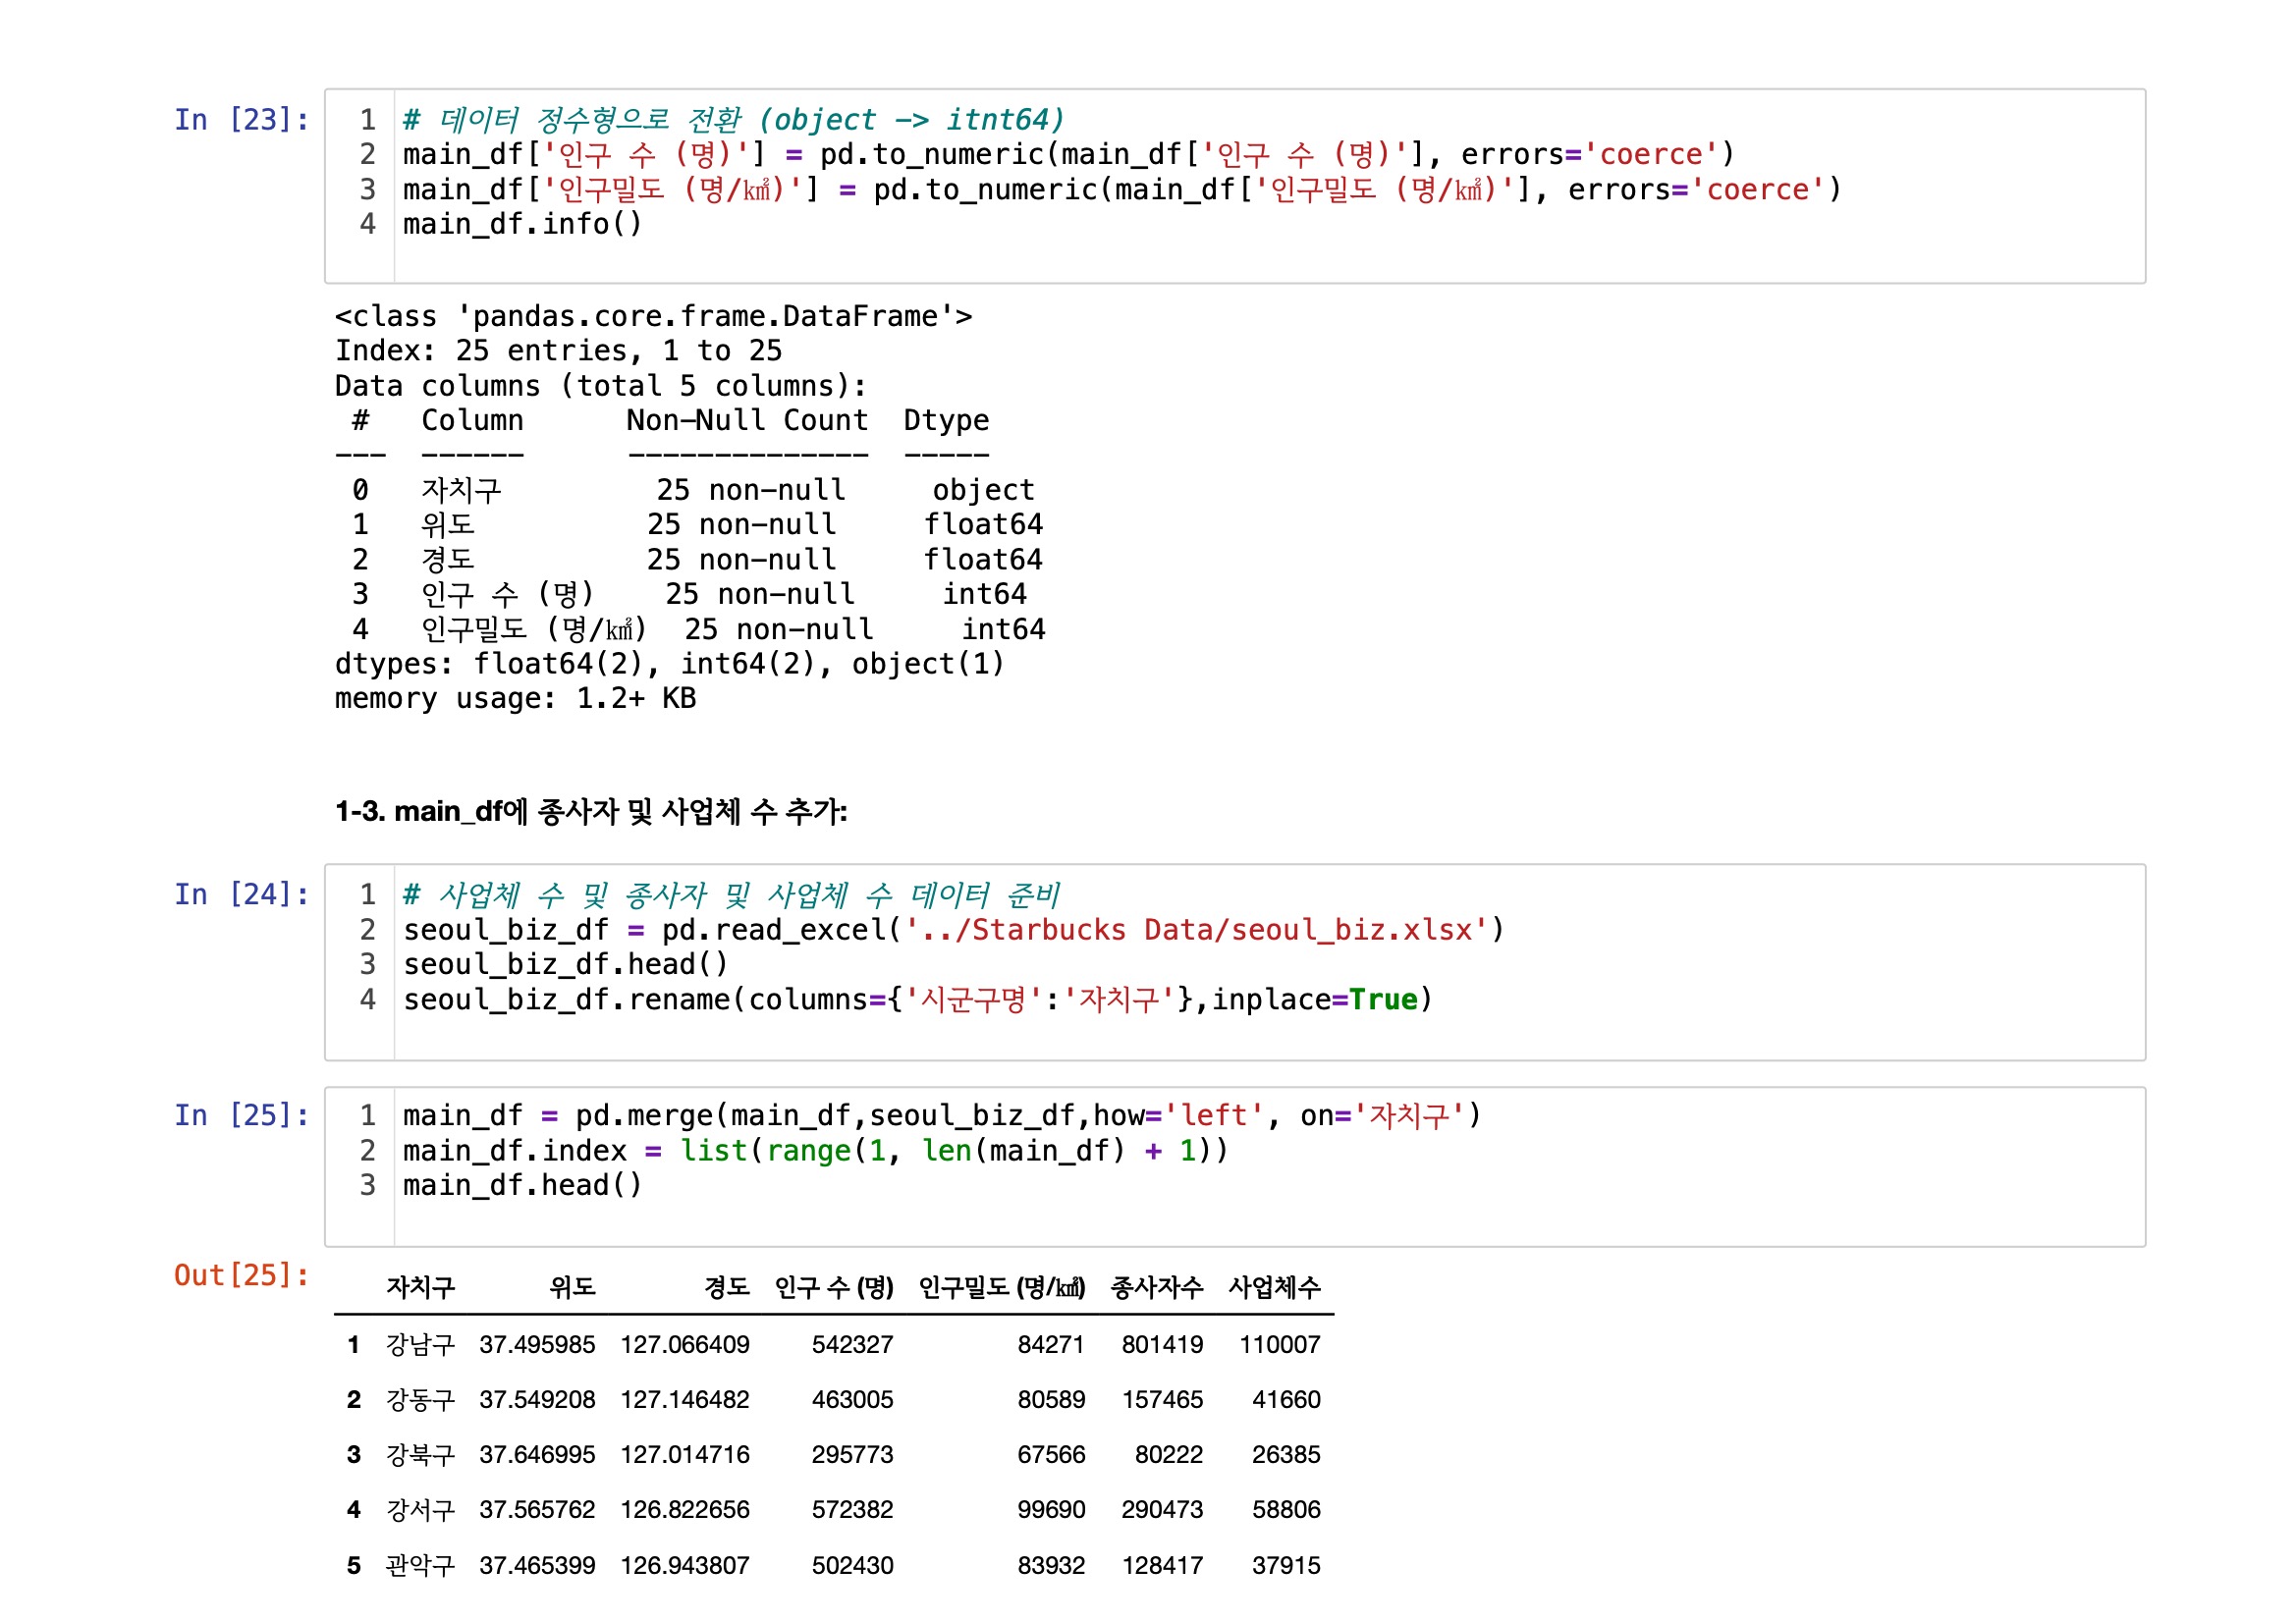 In [23]:
1 # 데이터 정수형으로 전환 (object -> itnt64)
2 main_df['인구 수 (명)'] = pd.to_numeric(main_df['인구 수 (명)'], errors='coerce')
3 main_df['인구밀도 (명/㎢)'] = pd.to_numeric(main_df['인구밀도 (명/㎢)'], errors='coerce')
4 main_df.info()
<class 'pandas.core.frame.DataFrame'>
Index: 25 entries, 1 to 25
Data columns (total 5 columns):
# Column Non-Null Count Dtype
--- ------ -------------- -----
0 자치구 25 non-null object
1 위도 25 non-null float64
2 경도 25 non-null float64
3 인구 수 (명) 25 non-null int64
4 인구밀도 (명/㎢) 25 non-null int64
dtypes: float64(2), int64(2), object(1)
memory usage: 1.2+ KB
1-3. main_df에 종사자 및 사업체 수 추가:
In [24]:
1 # 사업체 수 및 종사자 및 사업체 수 데이터 준비
2 seoul_biz_df = pd.read_excel('../Starbucks Data/seoul_biz.xlsx')
3 seoul_biz_df.head()
4 seoul_biz_df.rename(columns={'시군구명':'자치구'},inplace=True)
In [25]:
1 main_df = pd.merge(main_df,seoul_biz_df,how='left', on='자치구')
2 main_df.index = list(range(1, len(main_df) + 1))
3 main_df.head()
Out[25]:
자치구 위도 경도 인구 수 (명) 인구밀도 (명/㎢) 종사자수 사업체수
1 강남구 37.495985 127.066409 542327 84271 801419 110007
2 강동구 37.549208 127.146482 463005 80589 157465 41660
3 강북구 37.646995 127.014716 295773 67566 80222 26385
4 강서구 37.565762 126.822656 572382 99690 290473 58806
5 관악구 37.465399 126.943807 502430 83932 128417 37915